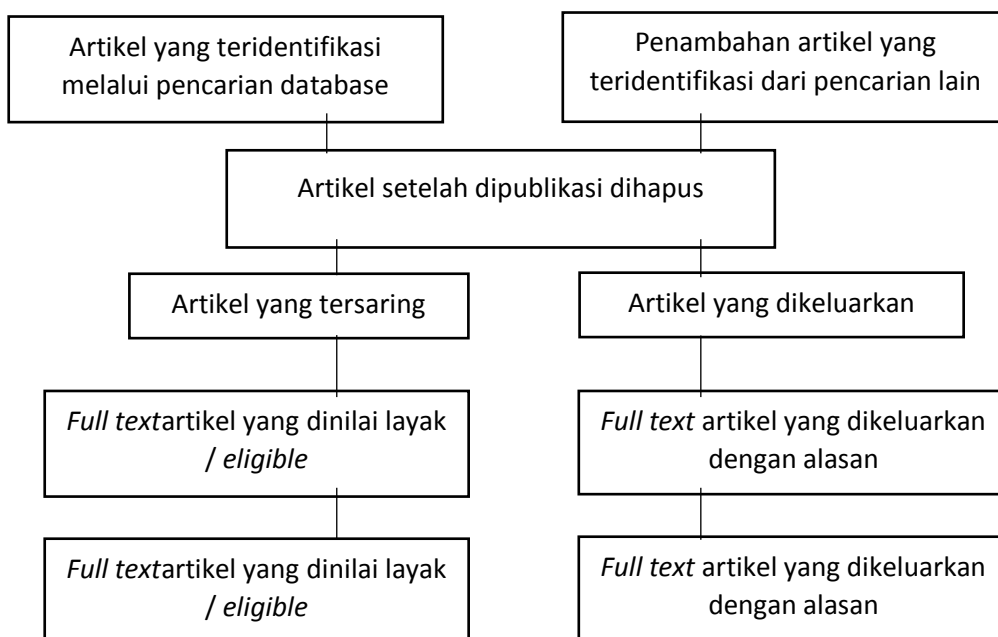 Artikel yang teridentifikasi
melalui pencarian database
Penambahan artikel yang
teridentifikasi dari pencarian lain
Artikel setelah dipublikasi dihapus
Artikel yang tersaring
Artikel yang dikeluarkan
Full textartikel yang dinilai layak
/ eligible
Full text artikel yang dikeluarkan
dengan alasan
Full textartikel yang dinilai layak
/ eligible
Full text artikel yang dikeluarkan
dengan alasan